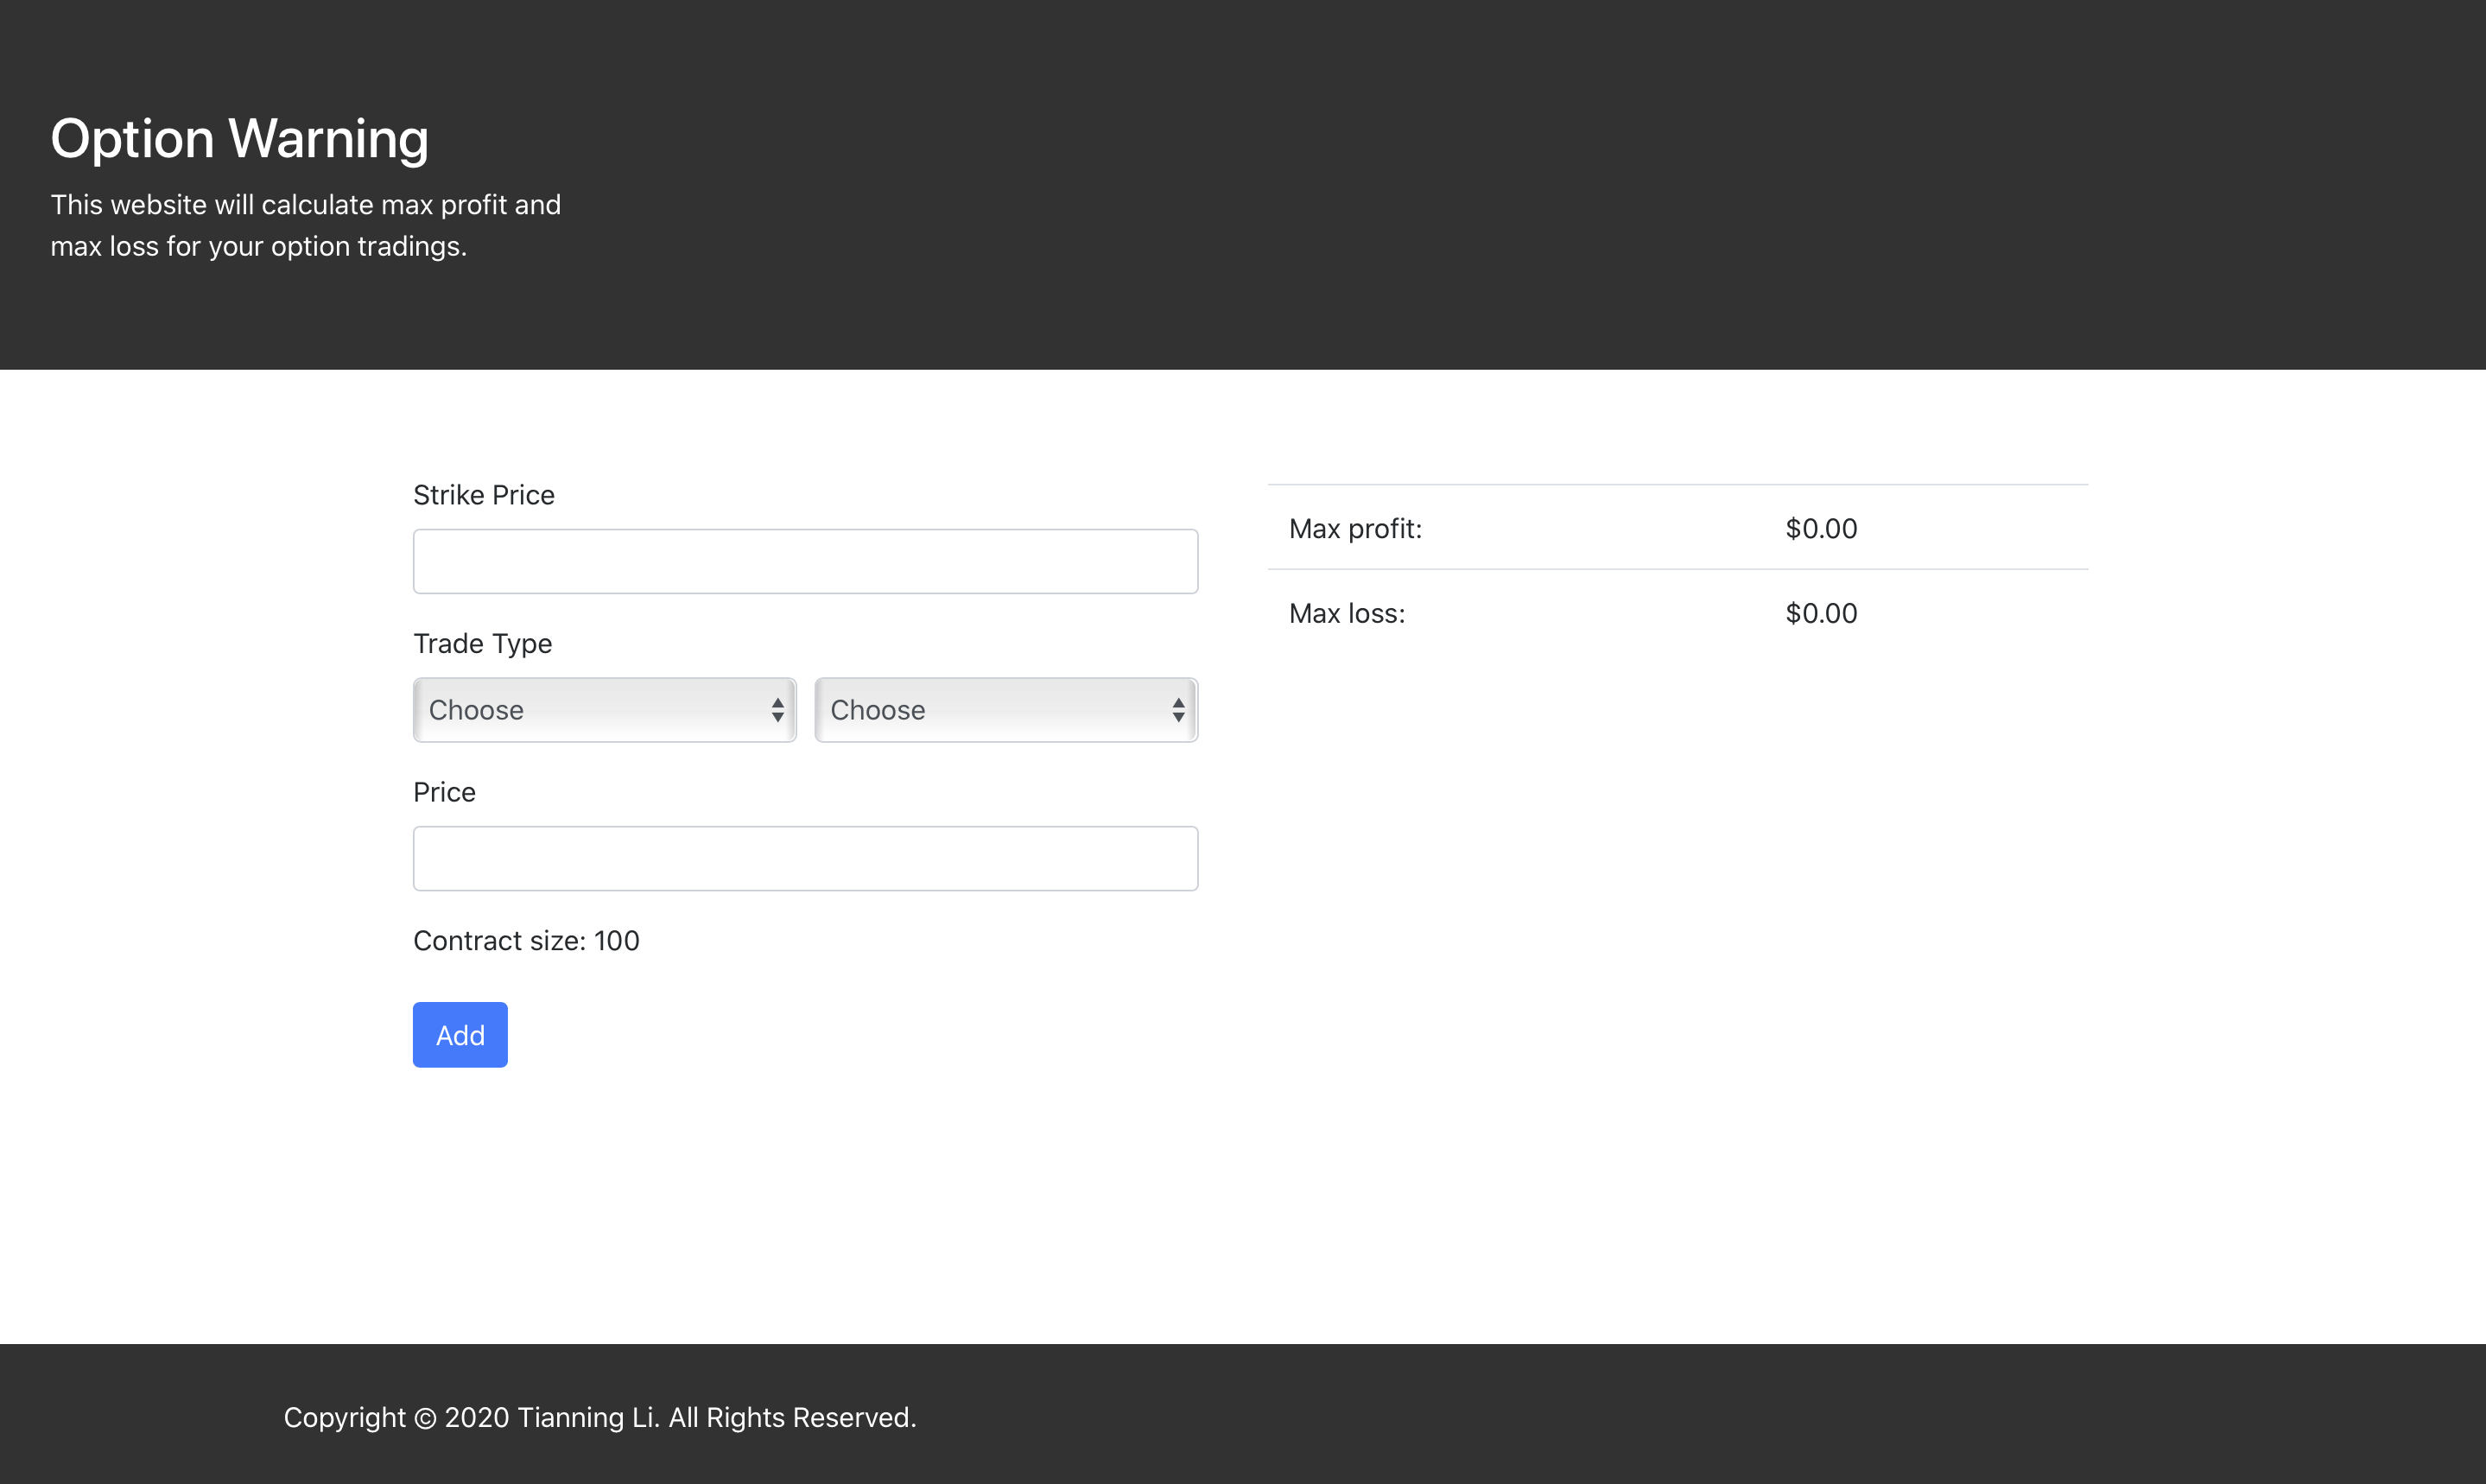 Option Warning
This website will calculate max profit and
max loss for your option tradings.
Strike Price
Trade Type
Choose Choose
Price
Contract size: 100
Add
Max profit: $0.00
Max loss: $0.00
Copyright © 2020 Tianning Li. All Rights Reserved.